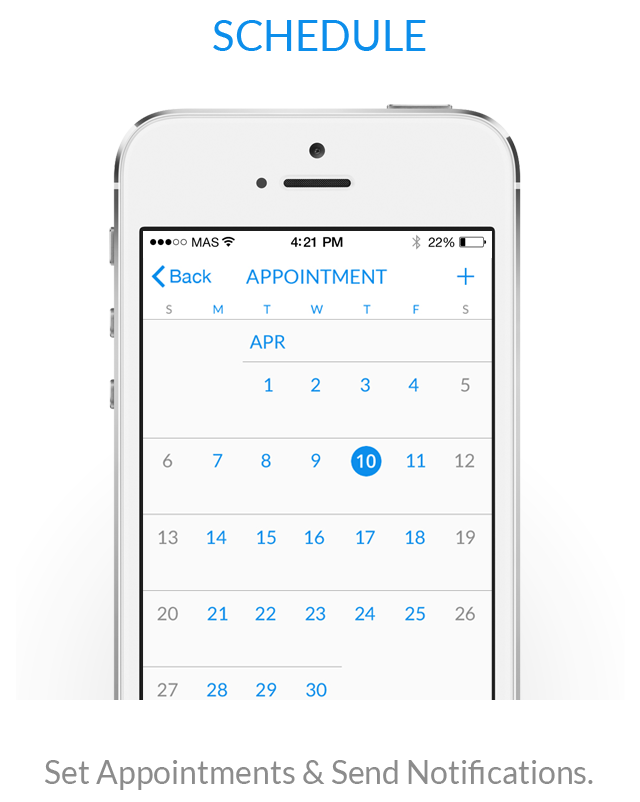 SCHEDULE
MAS 4:21 PM 22%
Back APPOINTMENT +
S M T W T F S
APR
1 2 3 4 5
6 7 8 9 10 11 12
13 14 15 16 17 18 19
20 21 22 23 24 25 26
27 28 29 30
Set Appointments & Send Notifications.